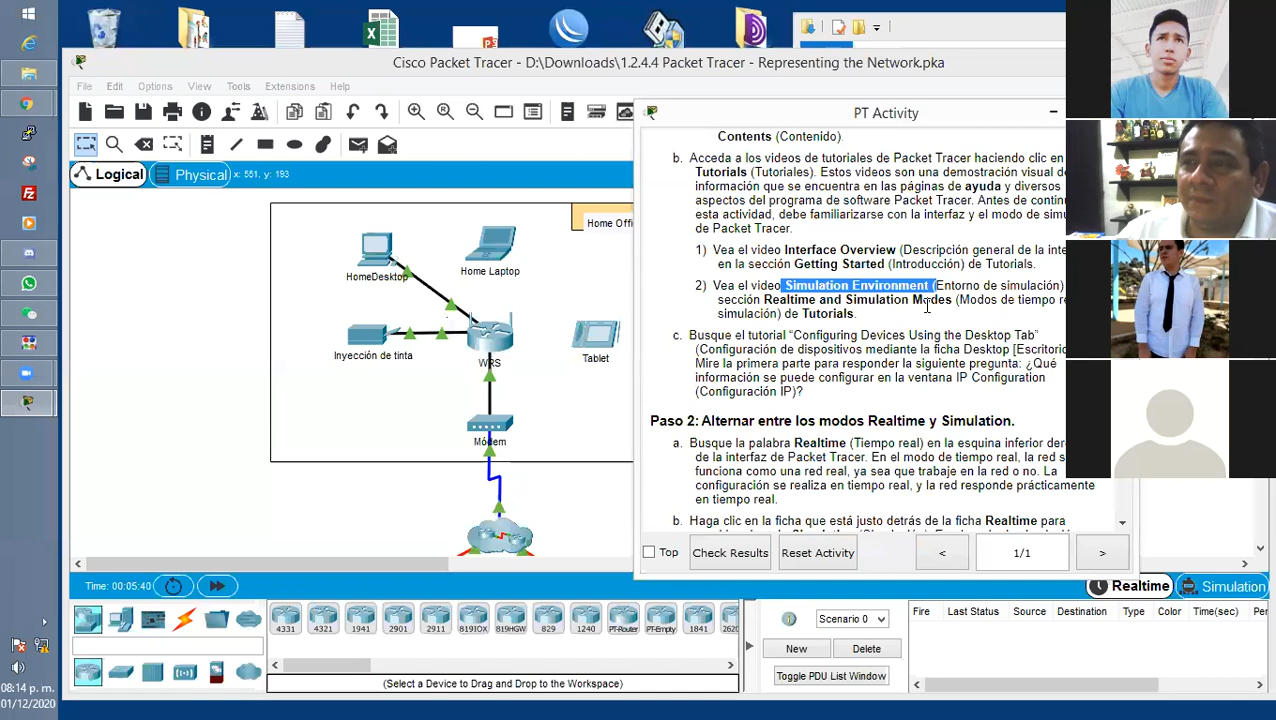 Cisco Packet Tracer - D:\Downloads\1.2.4.4 Packet Tracer - Representing the Network.pka
File Edit Options View Tools Extensions Help
Logical
Physical
x: 551, y: 193
Home Offi
HomeDesktop
Home Laptop
Inyección de tinta
WRS
Tablet
Módem
PT Activity
Contents (Contenido).
b. Acceda a los videos de tutoriales de Packet Tracer haciendo clic en
Tutorials (Tutoriales). Estos videos son una demostración visual de
información que se encuentra en las páginas de ayuda y diversos
aspectos del programa de software Packet Tracer. Antes de contin
esta actividad, debe familiarizarse con la interfaz y el modo de simu
de Packet Tracer.
1) Vea el video Interface Overview (Descripción general de la inte
en la sección Getting Started (Introducción) de Tutorials.
2) Vea el video Simulation Environment (Entorno de simulación)
sección Realtime and Simulation Modes (Modos de tiempo re
simulación) de Tutorials.
c. Busque el tutorial “Configuring Devices Using the Desktop Tab”
(Configuración de dispositivos mediante la ficha Desktop [Escritorio
Mire la primera parte para responder la siguiente pregunta: ¿Qué
información se puede configurar en la ventana IP Configuration
(Configuración IP)?
Paso 2: Alternar entre los modos Realtime y Simulation.
a. Busque la palabra Realtime (Tiempo real) en la esquina inferior der
de la interfaz de Packet Tracer. En el modo de tiempo real, la red s
funciona como una red real, ya sea que trabaje en la red o no. La
configuración se realiza en tiempo real, y la red responde prácticamente
en tiempo real.
b. Haga clic en la ficha que está justo detrás de la ficha Realtime para
Top
Check Results
Reset Activity
<
1/1
>
Time: 00:05:40
Realtime
Simulation
4331 4321 1941 2901 2911 819IOX 819HGW 829 1240 PT-Router PT-Empty 1841 2620
(Select a Device to Drag and Drop to the Workspace)
Scenario 0
New
Delete
Toggle PDU List Window
Fire Last Status Source Destination Type Color Time(sec) Per
08:14 p. m.
01/12/2020